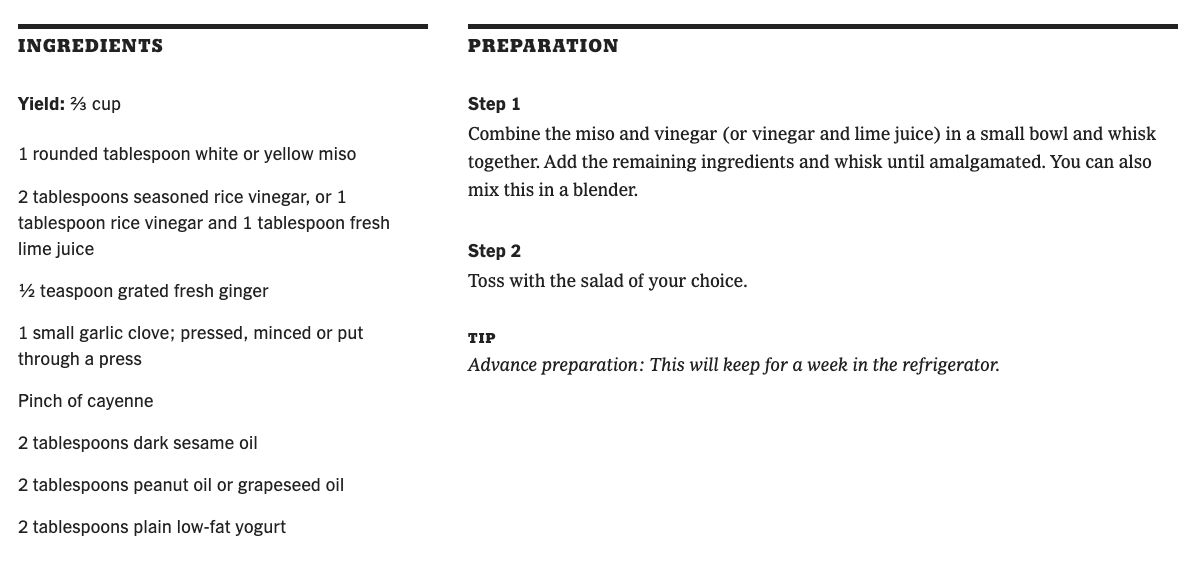 INGREDIENTS
Yield: ⅔ cup
1 rounded tablespoon white or yellow miso
2 tablespoons seasoned rice vinegar, or 1
tablespoon rice vinegar and 1 tablespoon fresh
lime juice
½ teaspoon grated fresh ginger
1 small garlic clove; pressed, minced or put
through a press
Pinch of cayenne
2 tablespoons dark sesame oil
2 tablespoons peanut oil or grapeseed oil
2 tablespoons plain low-fat yogurt
PREPARATION
Step 1
Combine the miso and vinegar (or vinegar and lime juice) in a small bowl and whisk
together. Add the remaining ingredients and whisk until amalgamated. You can also
mix this in a blender.
Step 2
Toss with the salad of your choice.
TIP
Advance preparation: This will keep for a week in the refrigerator.